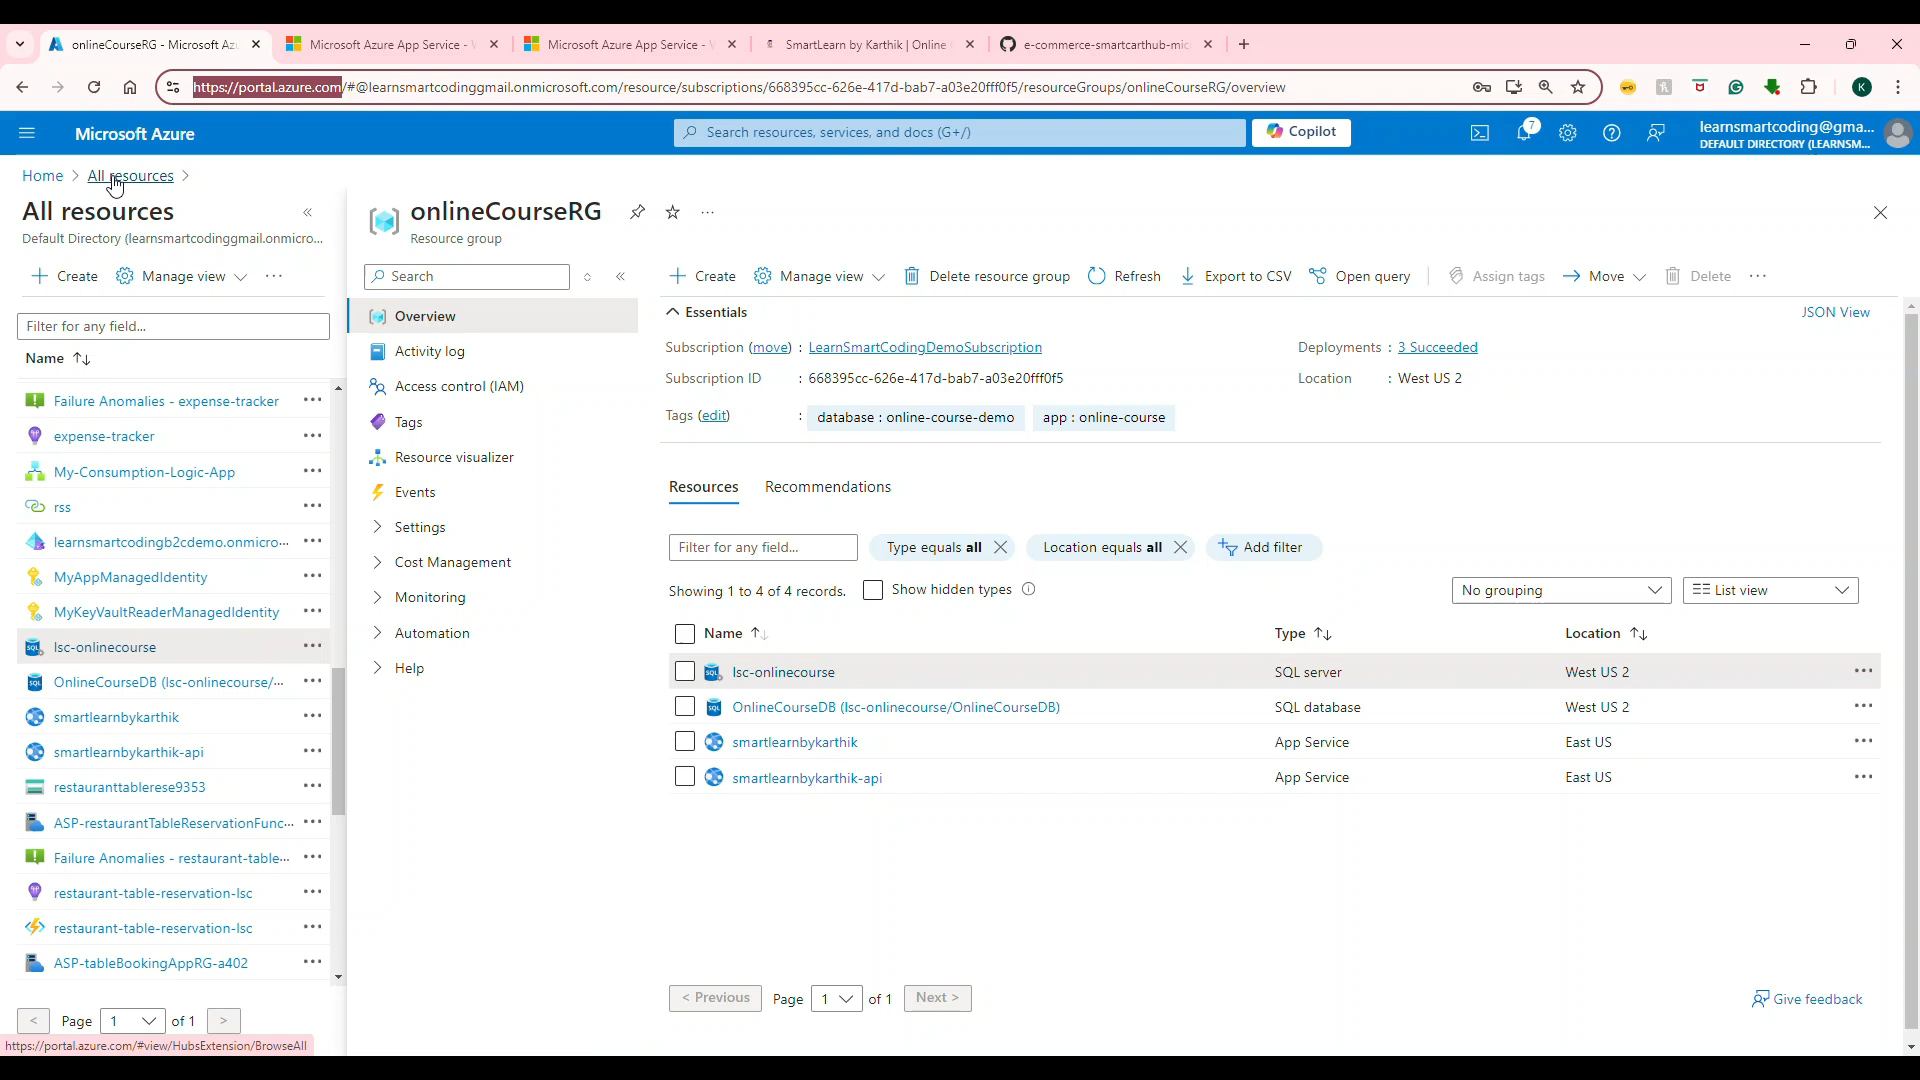 onlineCourseRG - Microsoft Az
Microsoft Azure App Service -
Microsoft Azure App Service -
SmartLearn by Karthik | Online
e-commerce-smartcarthub-mic
https://portal.azure.com/#@learnsmartcodinggmail.onmicrosoft.com/resource/subscriptions/668395cc-626e-417d-bab7-a03e20fff0f5/resourceGroups/onlineCourseRG/overview
K
Microsoft Azure
Search resources, services, and docs (G+/)
Copilot
7
learnsmartcoding@gma...
DEFAULT DIRECTORY (LEARNSM...
Home > All resources >
All resources
Default Directory (learnsmartcodinggmail.onmicro...
Create
Manage view
Filter for any field...
Name
Failure Anomalies - expense-tracker
expense-tracker
My-Consumption-Logic-App
rss
learnsmartcodingb2cdemo.onmicro...
MyAppManagedIdentity
MyKeyVaultReaderManagedIdentity
lsc-onlinecourse
OnlineCourseDB (lsc-onlinecourse/...
smartlearnbykarthik
smartlearnbykarthik-api
restauranttablerese9353
ASP-restaurantTableReservationFunc...
Failure Anomalies - restaurant-table...
restaurant-table-reservation-lsc
restaurant-table-reservation-lsc
ASP-tableBookingAppRG-a402
< Page 1 of 1 >
https://portal.azure.com/#view/HubsExtension/BrowseAll
onlineCourseRG
Resource group
Search
Overview
Activity log
Access control (IAM)
Tags
Resource visualizer
Events
Settings
Cost Management
Monitoring
Automation
Help
Create
Manage view
Delete resource group
Refresh
Export to CSV
Open query
Assign tags
Move
Delete
Essentials
JSON View
Subscription (move) : LearnSmartCodingDemoSubscription
Deployments : 3 Succeeded
Subscription ID : 668395cc-626e-417d-bab7-a03e20fff0f5
Location : West US 2
Tags (edit) : database : online-course-demo app : online-course
Resources Recommendations
Filter for any field...
Type equals all
Location equals all
Add filter
Showing 1 to 4 of 4 records.
Show hidden types
No grouping
List view
Name Type Location
lsc-onlinecourse SQL server West US 2
OnlineCourseDB (lsc-onlinecourse/OnlineCourseDB) SQL database West US 2
smartlearnbykarthik App Service East US
smartlearnbykarthik-api App Service East US
< Previous Page 1 of 1 Next >
Give feedback